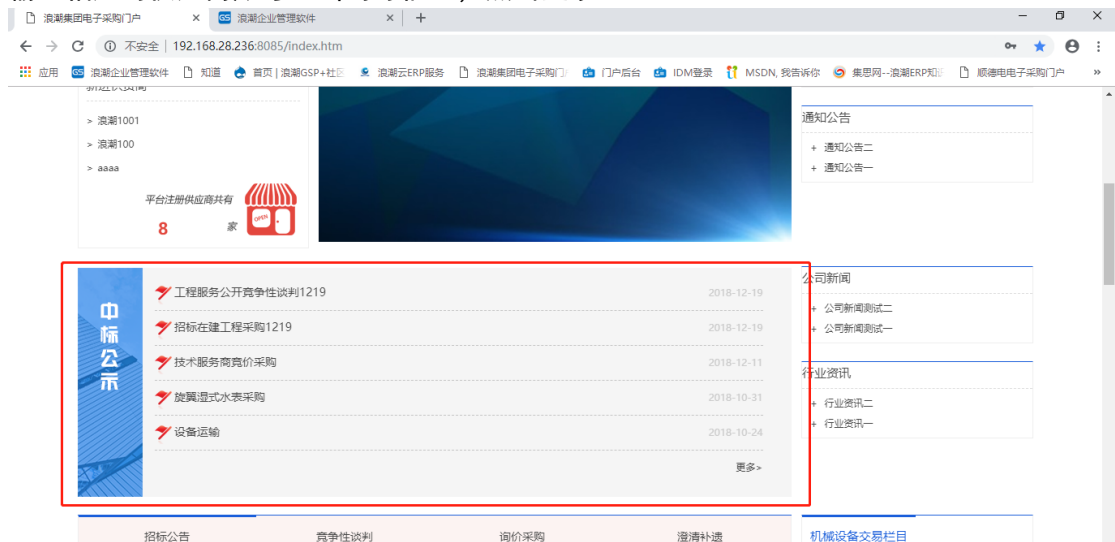 浪潮集团电子采购门户
浪潮企业管理软件
不安全 | 192.168.28.236:8085/index.htm
应用
浪潮企业管理软件
知道
首页|浪潮GSP+社区
浪潮云ERP服务
浪潮集团电子采购门户
门户后台
IDM登录
MSDN, 我告诉你
集思网--浪潮ERP知识
顺德电电子采购门户
»
> 浪潮1001
> 浪潮100
> aaaa
平台注册供应商共有
8 家
OPEN
通知公告
+ 通知公告二
+ 通知公告一
中标公示
工程服务公开竞争性谈判1219 2018-12-19
招标在建工程采购1219 2018-12-19
技术服务商竞价采购 2018-12-11
旋翼湿式水表采购 2018-10-31
设备运输 2018-10-24
更多>
公司新闻
+ 公司新闻测试二
+ 公司新闻测试一
行业资讯
+ 行业资讯二
+ 行业资讯一
招标公告 竞争性谈判 询价采购 澄清补遗
机械设备交易栏目